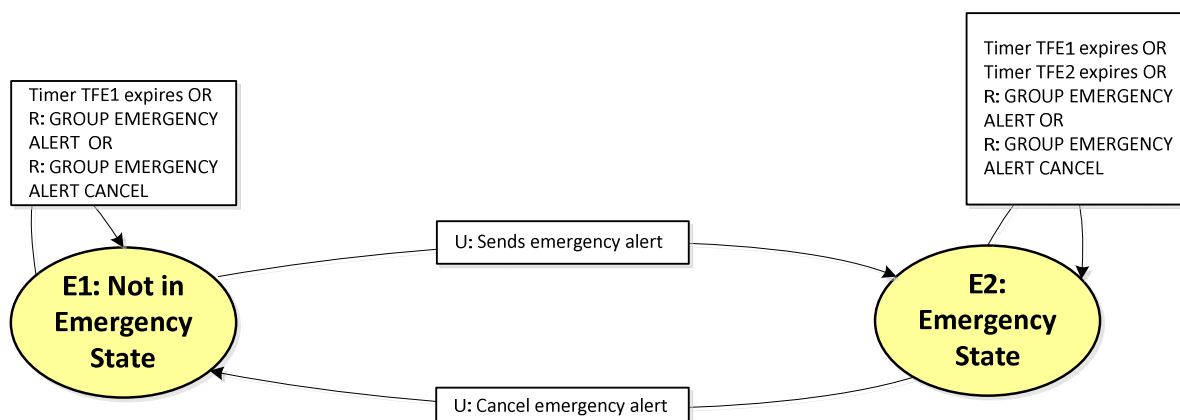 Timer TFE1 expires OR
R: GROUP EMERGENCY
ALERT OR
R: GROUP EMERGENCY
ALERT CANCEL
Timer TFE1 expires OR
Timer TFE2 expires OR
R: GROUP EMERGENCY
ALERT OR
R: GROUP EMERGENCY
ALERT CANCEL
U: Sends emergency alert
E1: Not in
Emergency
State
E2:
Emergency
State
U: Cancel emergency alert